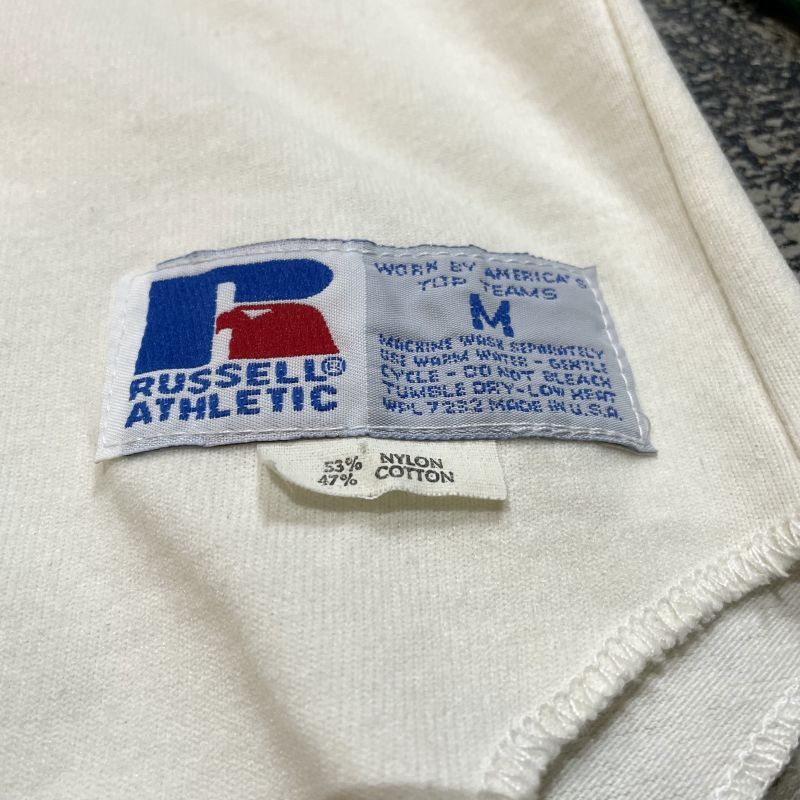 RUSSELL®
ATHLETIC
WORN BY AMERICA'S
TOP TEAMS
M
MACHINE WASH SEPARATELY
USE WARM WATER - GENTLE
CYCLE - DO NOT BLEACH
TUMBLE DRY - LOW HEAT
WPL 7253 MADE IN U.S.A.
53% NYLON
47% COTTON